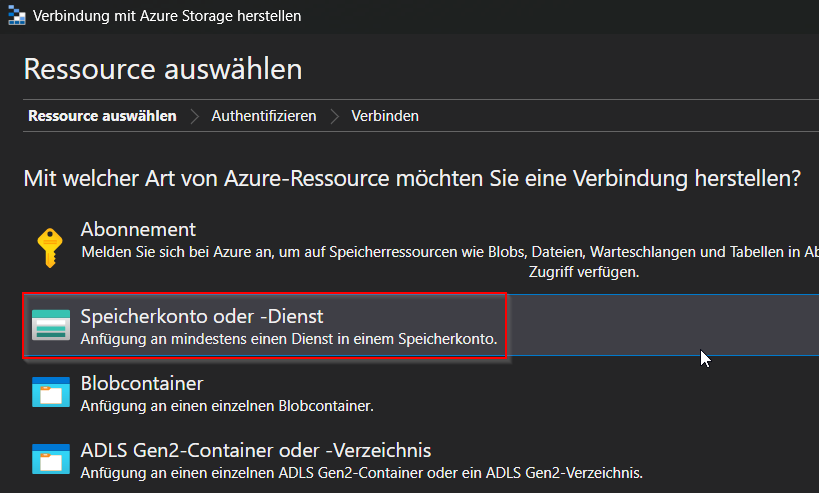 Verbindung mit Azure Storage herstellen
Ressource auswählen
Ressource auswählen > Authentifizieren > Verbinden
Mit welcher Art von Azure-Ressource möchten Sie eine Verbindung herstellen?
Abonnement
Melden Sie sich bei Azure an, um auf Speicherressourcen wie Blobs, Dateien, Warteschlangen und Tabellen in Ab
Zugriff verfügen.
Speicherkonto oder -Dienst
Anfügung an mindestens einen Dienst in einem Speicherkonto.
Blobcontainer
Anfügung an einen einzelnen Blobcontainer.
ADLS Gen2-Container oder -Verzeichnis
Anfügung an einen einzelnen ADLS Gen2-Container oder ein ADLS Gen2-Verzeichnis.